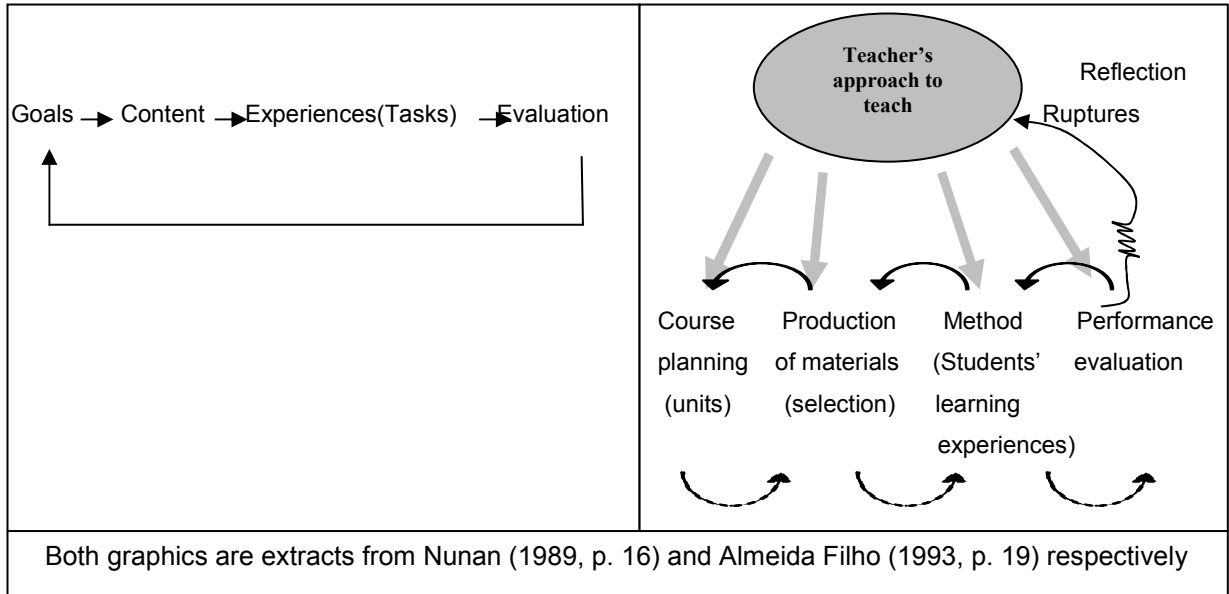 Goals Content Experiences(Tasks) Evaluation
Teacher's
approach to
teach
Reflection
Ruptures
Course Production Method Performance
planning of materials (Students' evaluation
(units) (selection) learning
experiences)
Both graphics are extracts from Nunan (1989, p. 16) and Almeida Filho (1993, p. 19) respectively